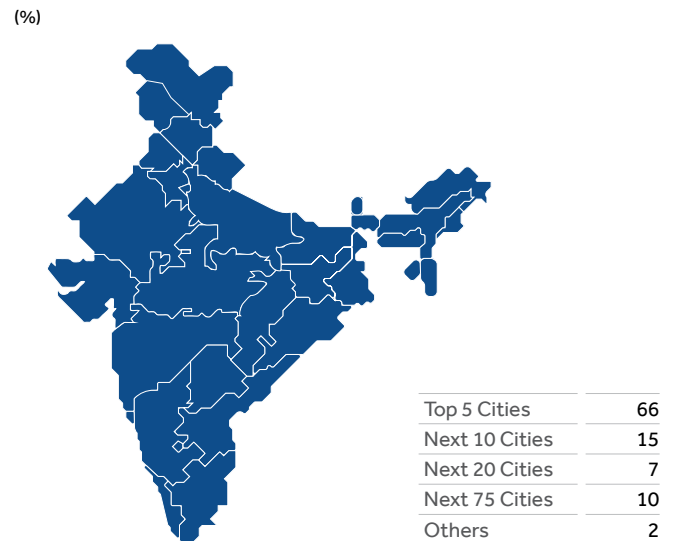 (%)
Top 5 Cities 66
Next 10 Cities 15
Next 20 Cities 7
Next 75 Cities 10
Others 2